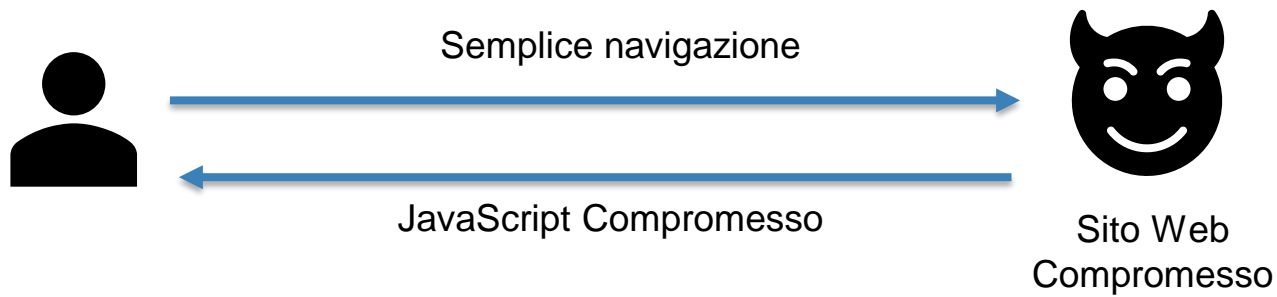 Semplice navigazione
JavaScript Compromesso
Sito Web
Compromesso